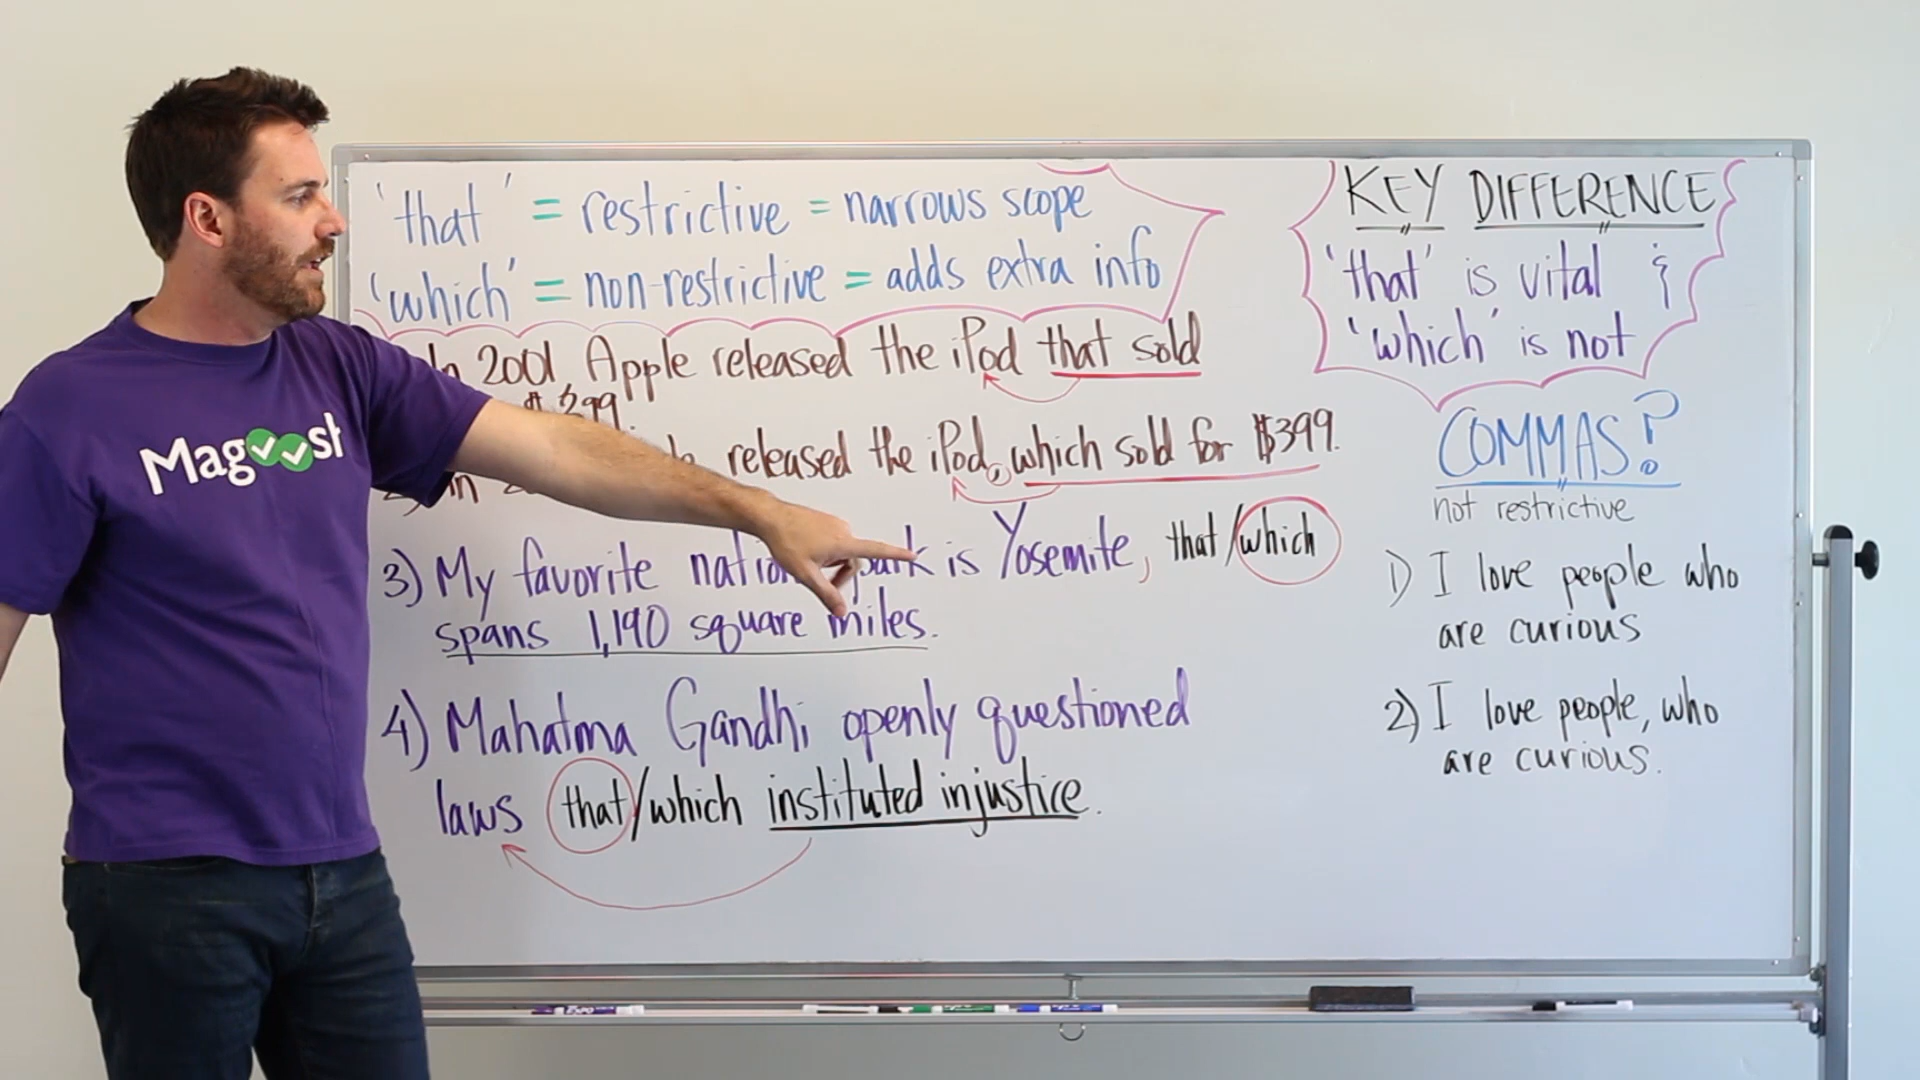 'that' = restrictive = narrows scope
'which' = non-restrictive = adds extra info
2001, Apple released the iPod that sold
released the iPod, which sold for $399.
3) My favorite is Yosemite, that/which
spans 1,190 square miles.
4) Mahatma Gandhi openly questioned
laws that/which instituted injustice.
KEY DIFFERENCE
'that' is vital &
'which' is not
COMMAS?
not restrictive
1) I love people who
are curious
2) I love people, who
are curious.
Magoosh
EXPO